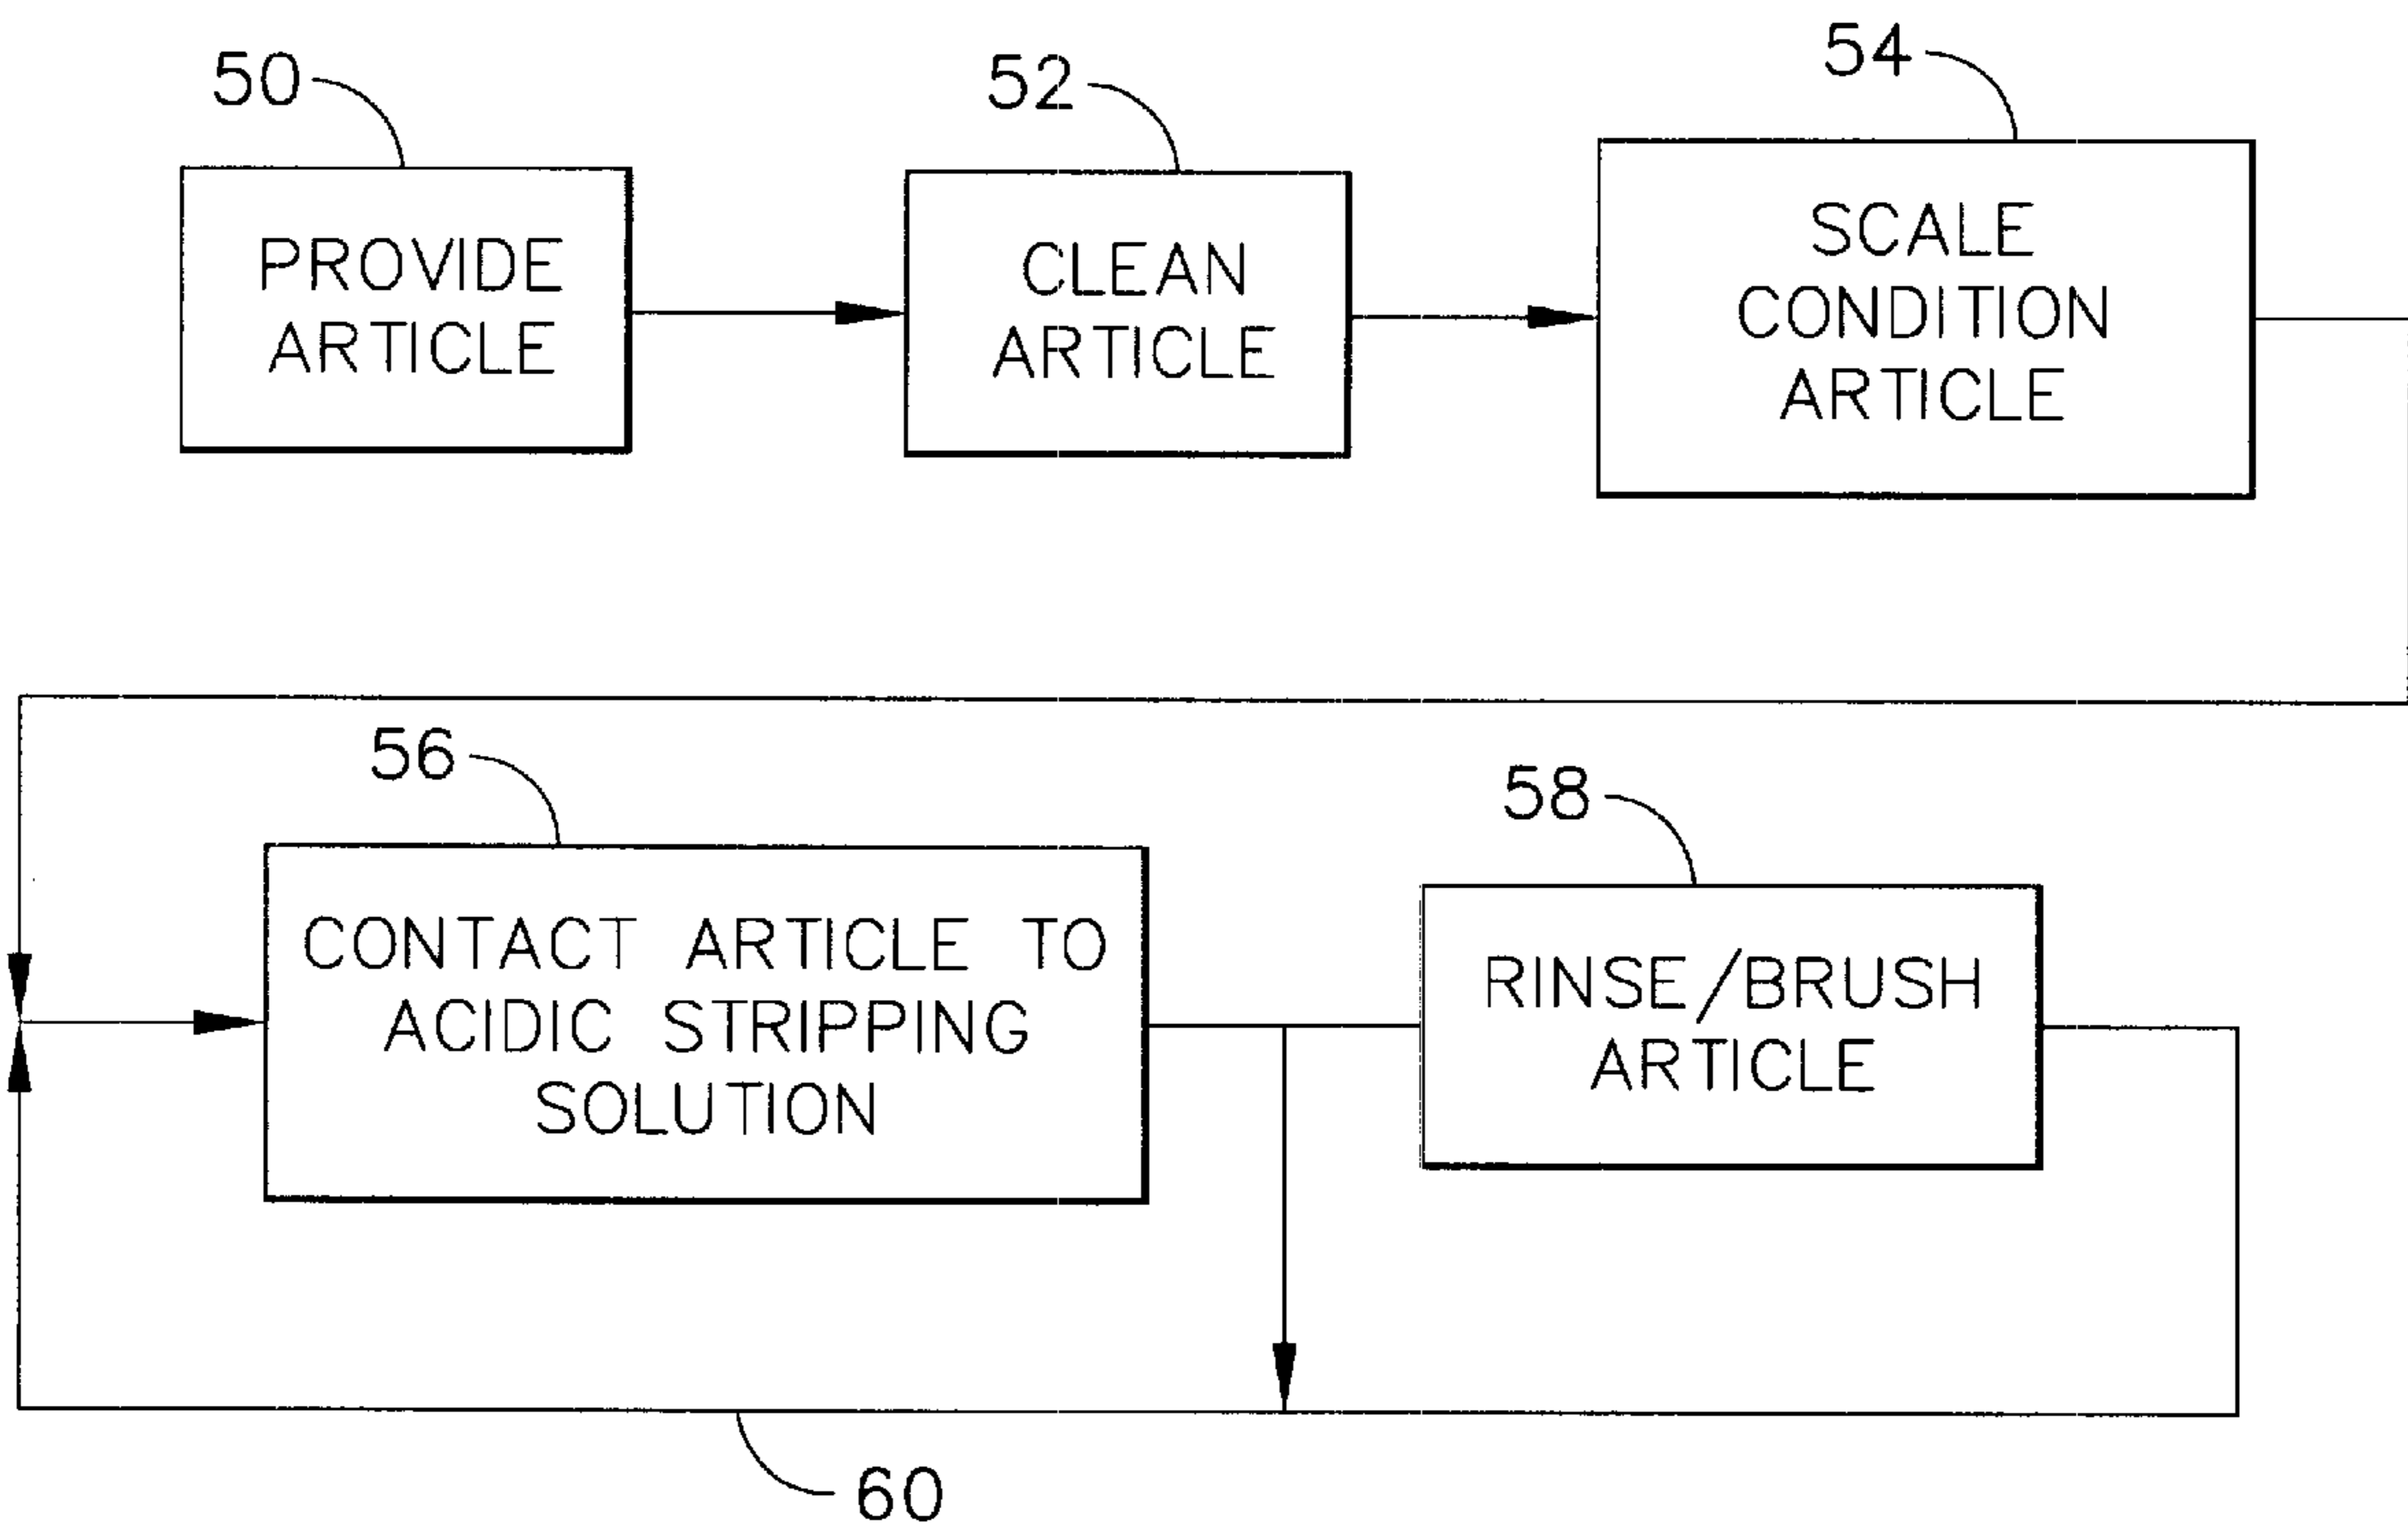 50
PROVIDE
ARTICLE
52
CLEAN
ARTICLE
54
SCALE
CONDITION
ARTICLE
56
CONTACT ARTICLE TO
ACIDIC STRIPPING
SOLUTION
58
RINSE/BRUSH
ARTICLE
60